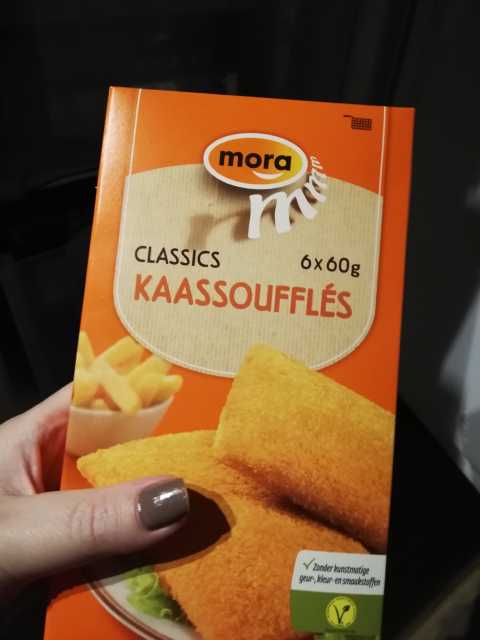 mora
mmm
CLASSICS
6x60g
KAASSOUFFLÉS
Zonder kunstmatige
geur-, kleur- en smaakstoffen
V